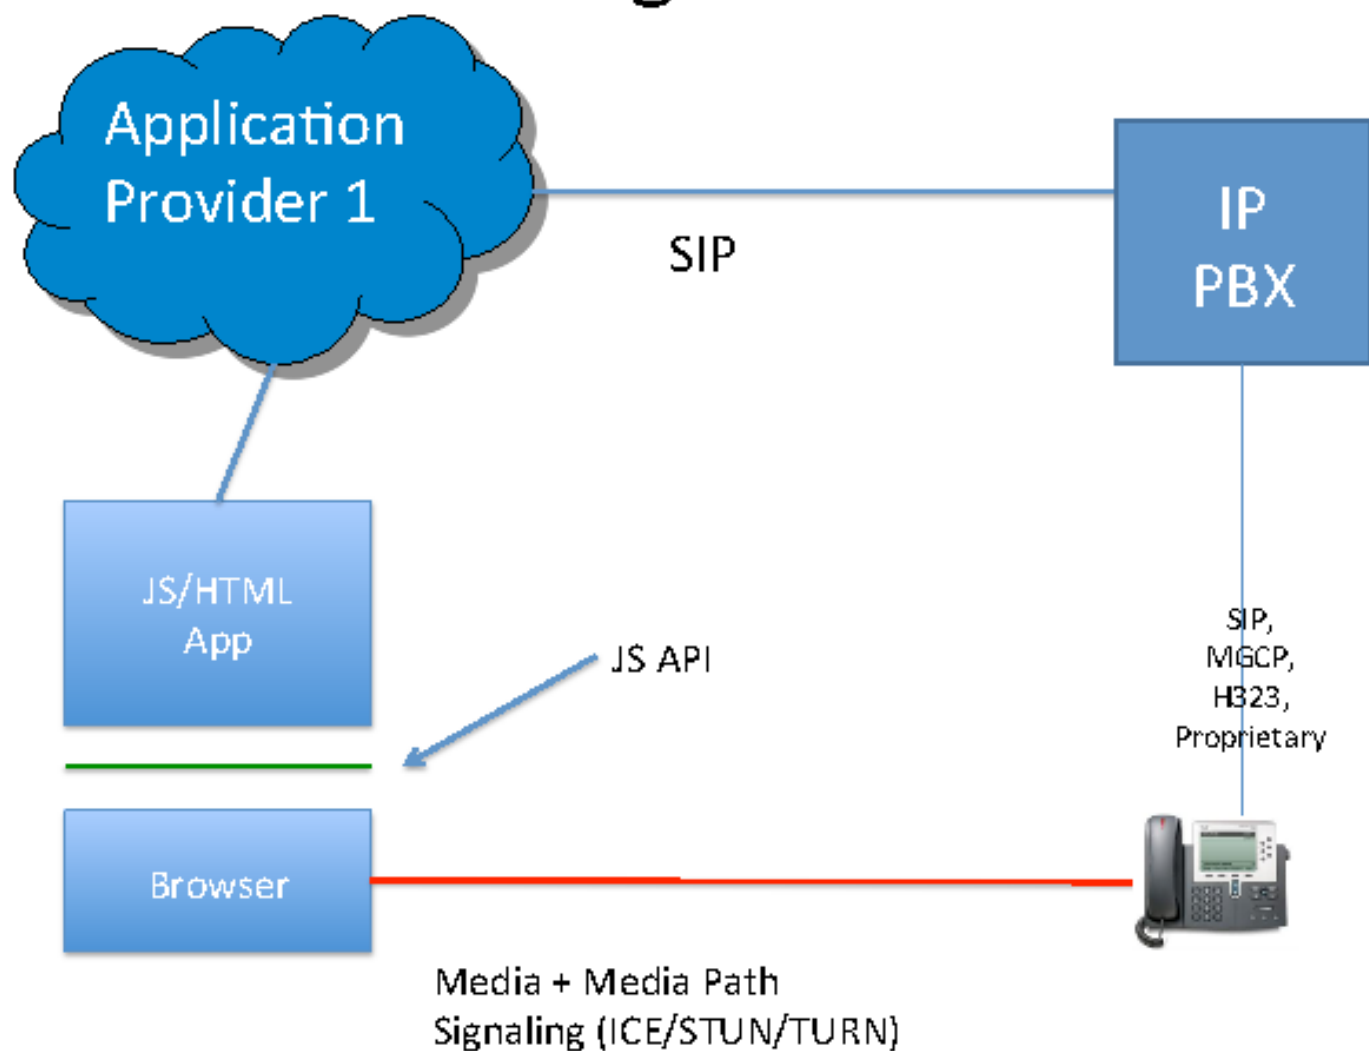 Application
Provider 1
SIP
IP
PBX
JS/HTML
App
JS API
SIP,
MGCP,
H323,
Proprietary
Browser
Media + Media Path
Signaling (ICE/STUN/TURN)